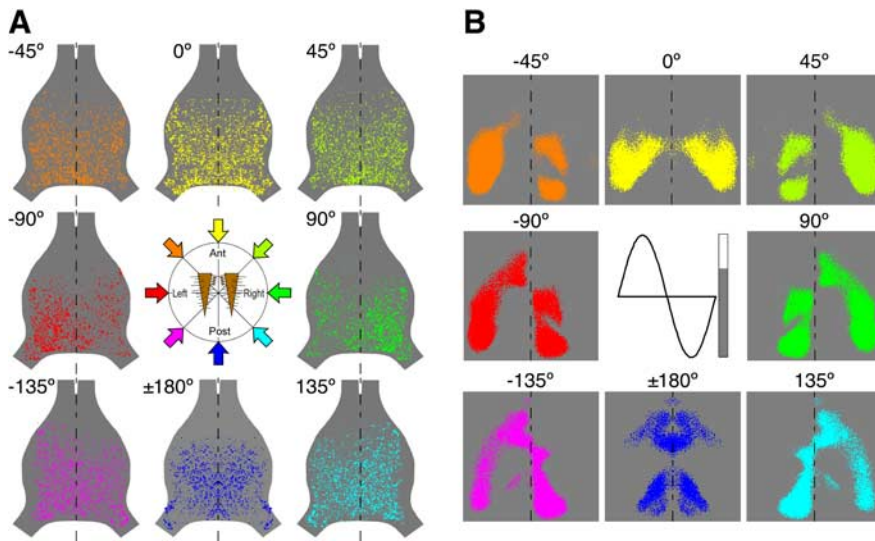 A
B
-45º
0º
45º
-45º
0º
45º
-90º
90º
-90º
90º
Ant
Left
Right
Post
-135º
±180º
135º
-135º
±180º
135º